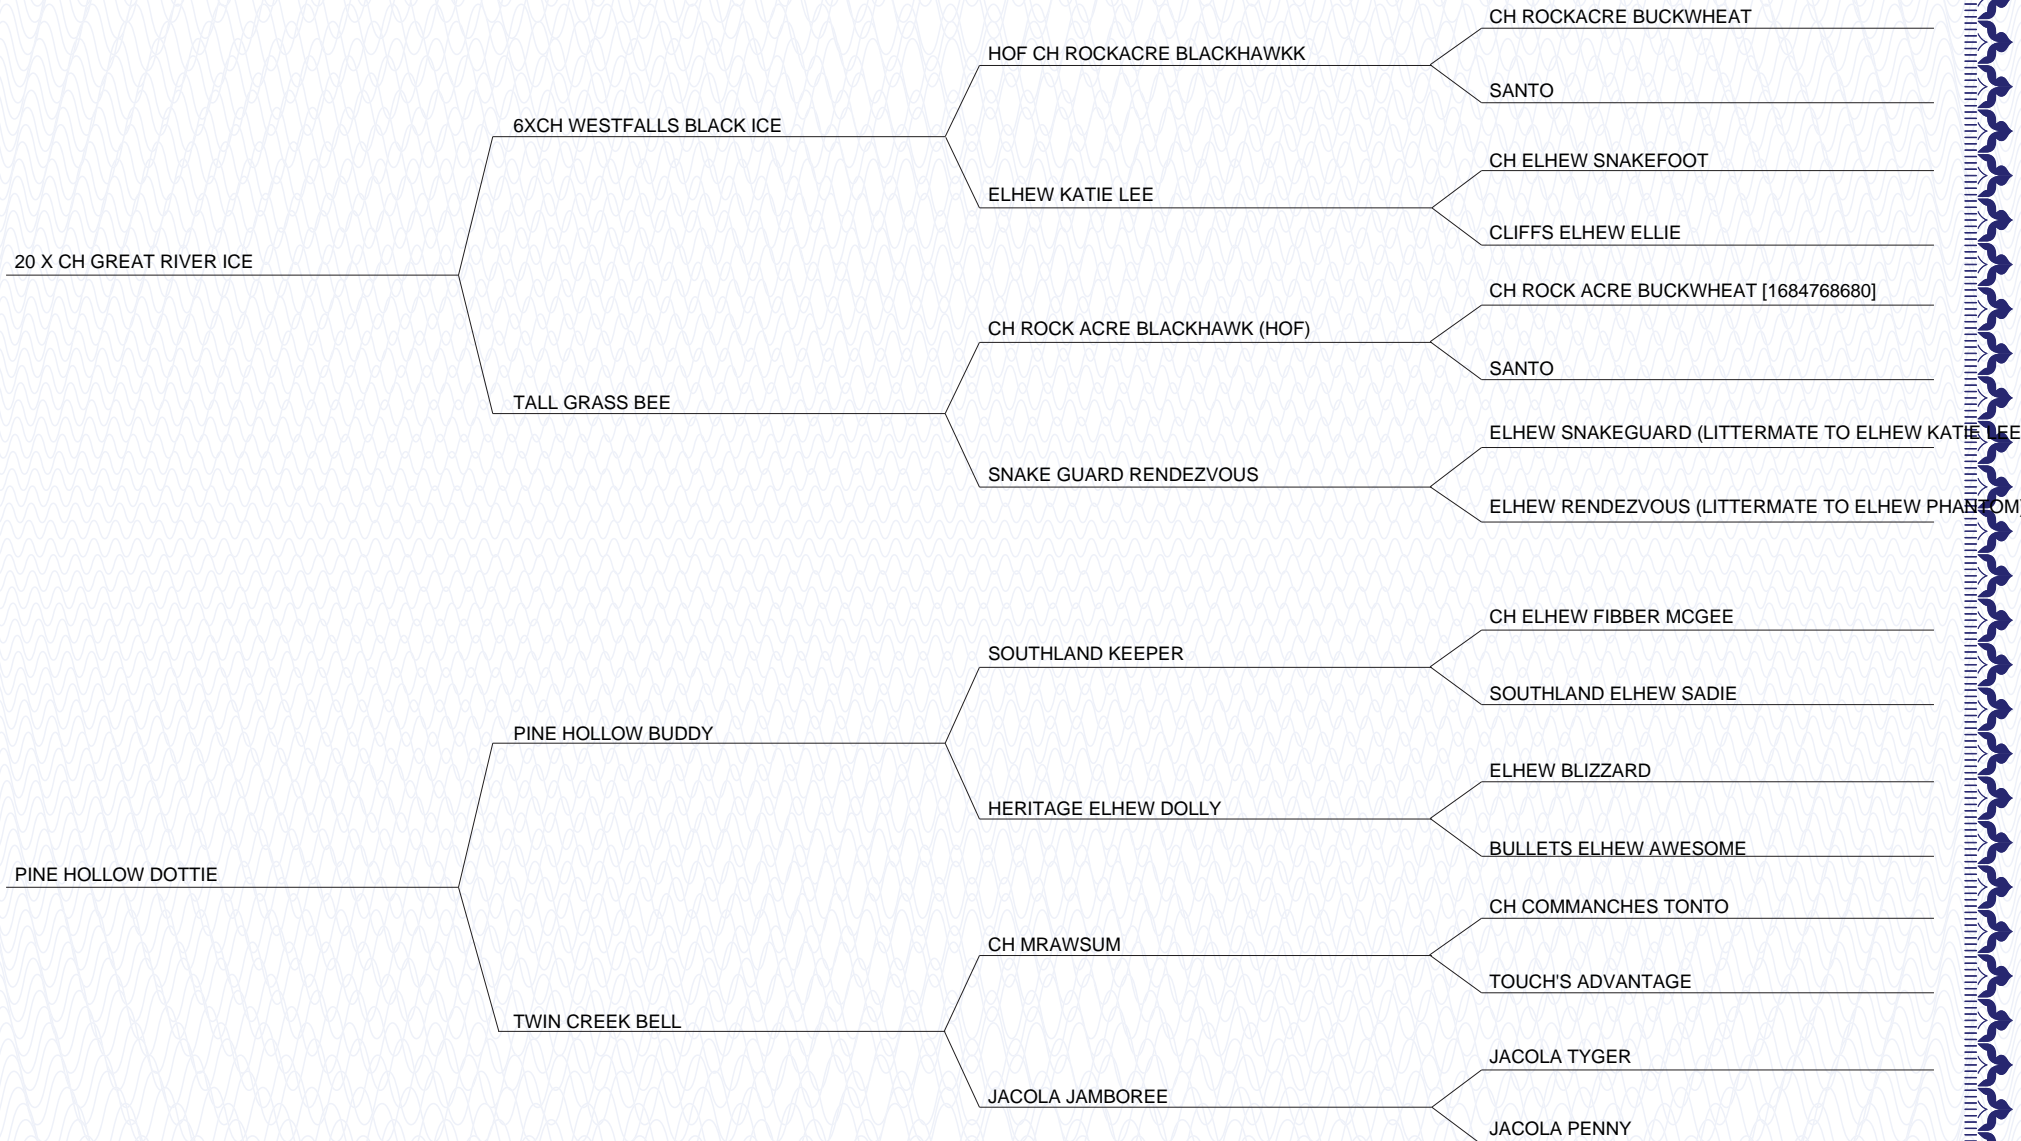 CH ROCKACRE BUCKWHEAT
HOF CH ROCKACRE BLACKHAWKK
SANTO
6XCH WESTFALLS BLACK ICE
CH ELHEW SNAKEFOOT
ELHEW KATIE LEE
CLIFFS ELHEW ELLIE
20 X CH GREAT RIVER ICE
CH ROCK ACRE BUCKWHEAT [1684768680]
CH ROCK ACRE BLACKHAWK (HOF)
SANTO
TALL GRASS BEE
ELHEW SNAKEGUARD (LITTERMATE TO ELHEW KATIE LEE
SNAKE GUARD RENDEZVOUS
ELHEW RENDEZVOUS (LITTERMATE TO ELHEW PHANTOM)
CH ELHEW FIBBER MCGEE
SOUTHLAND KEEPER
SOUTHLAND ELHEW SADIE
PINE HOLLOW BUDDY
ELHEW BLIZZARD
HERITAGE ELHEW DOLLY
BULLETS ELHEW AWESOME
PINE HOLLOW DOTTIE
CH COMMANCHES TONTO
CH MRAWSUM
TOUCH'S ADVANTAGE
TWIN CREEK BELL
JACOLA TYGER
JACOLA JAMBOREE
JACOLA PENNY